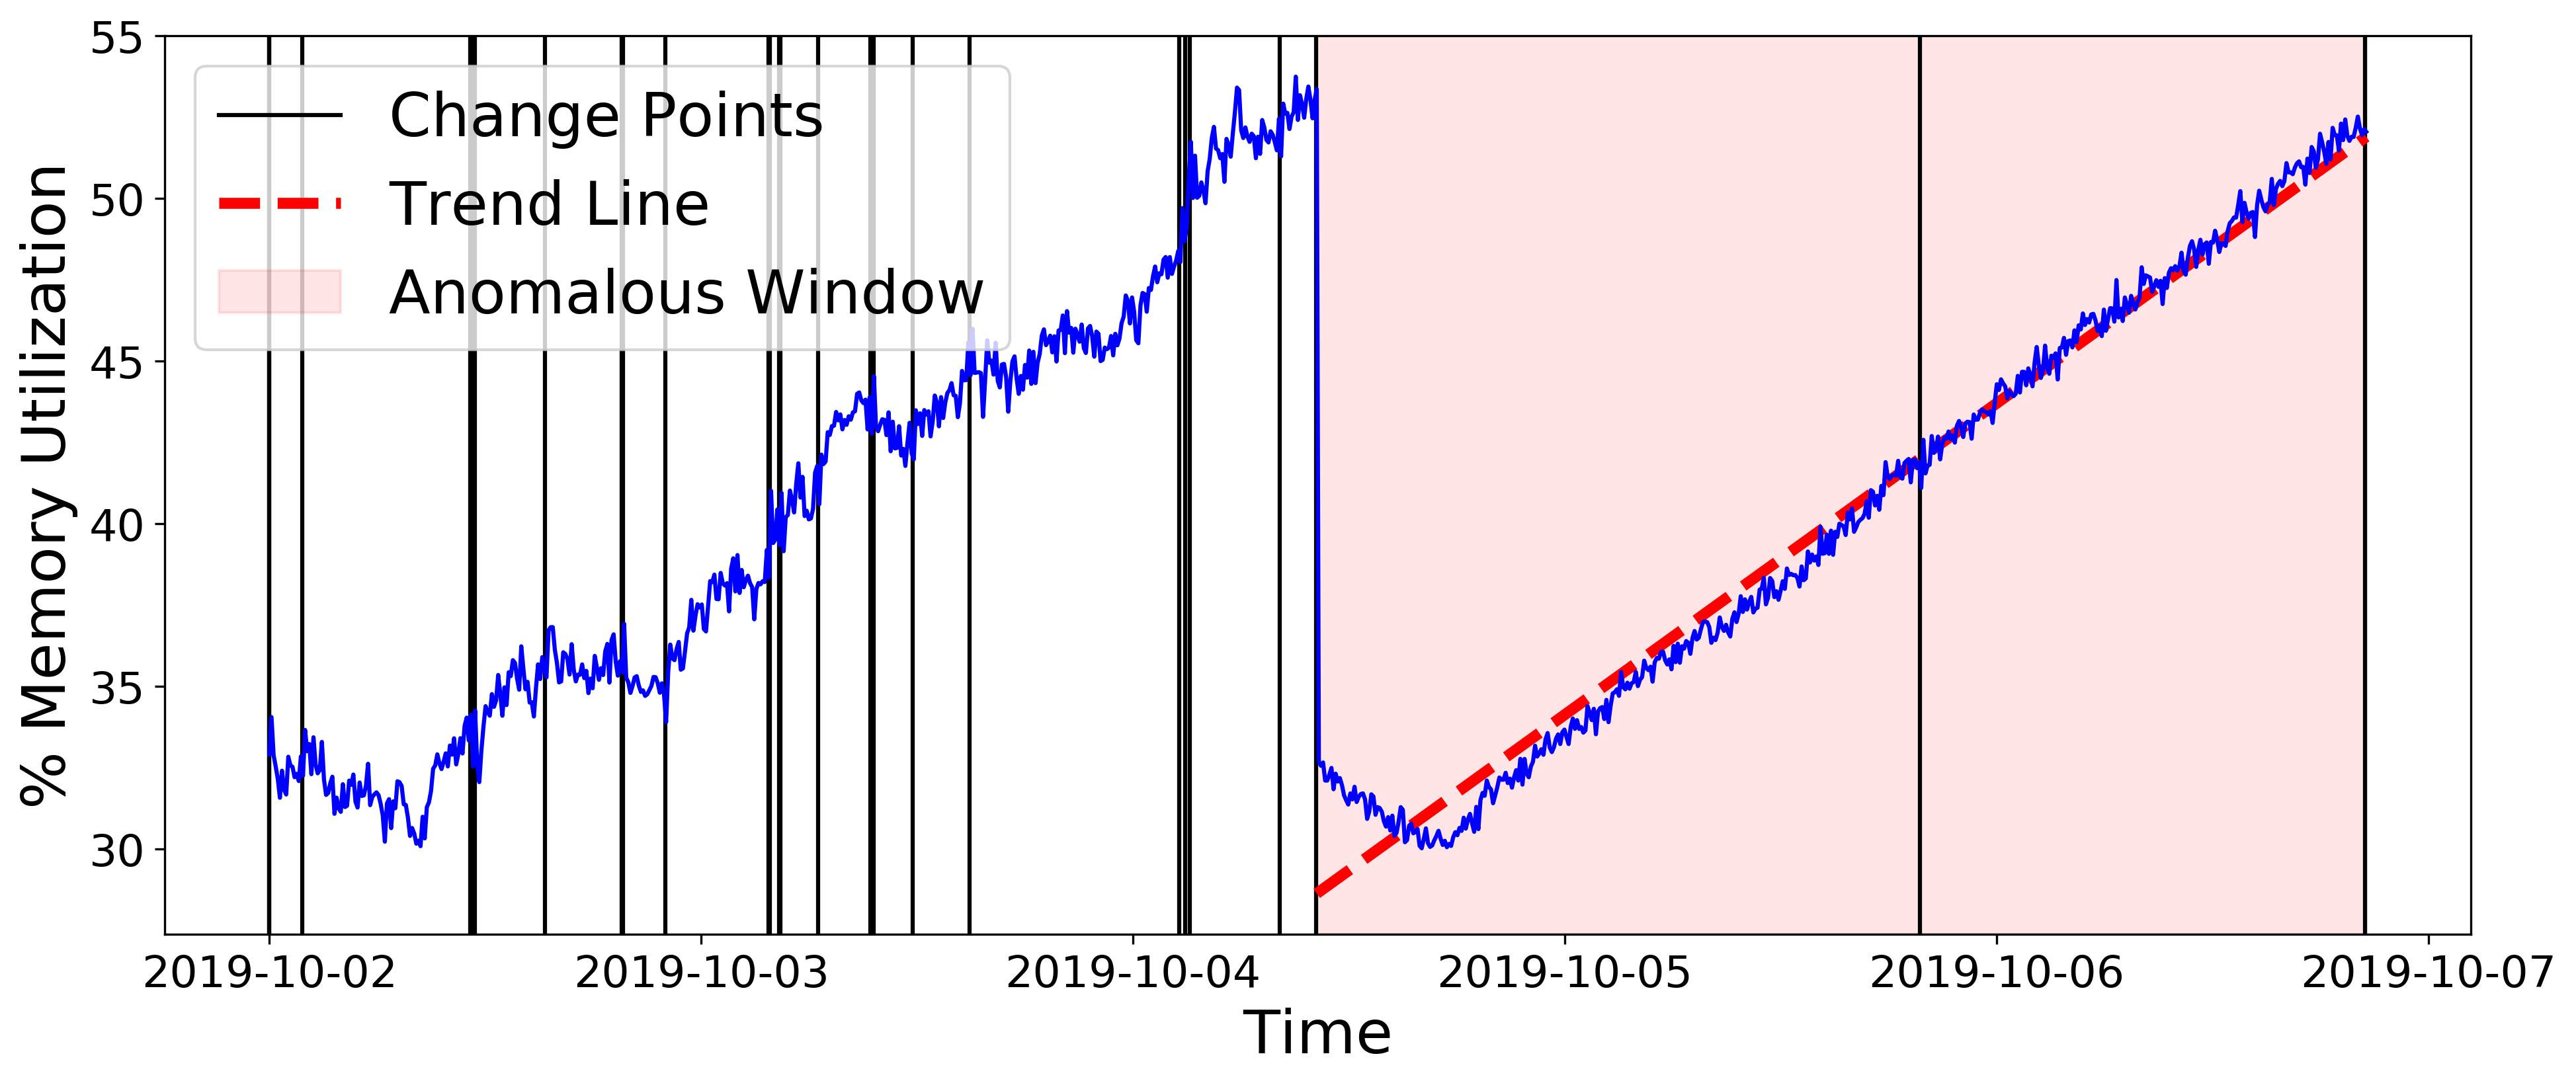 55
50
45
40
35
30
% Memory Utilization
Change Points
Trend Line
Anomalous Window
2019-10-02
2019-10-03
2019-10-04
2019-10-05
2019-10-06
2019-10-07
Time